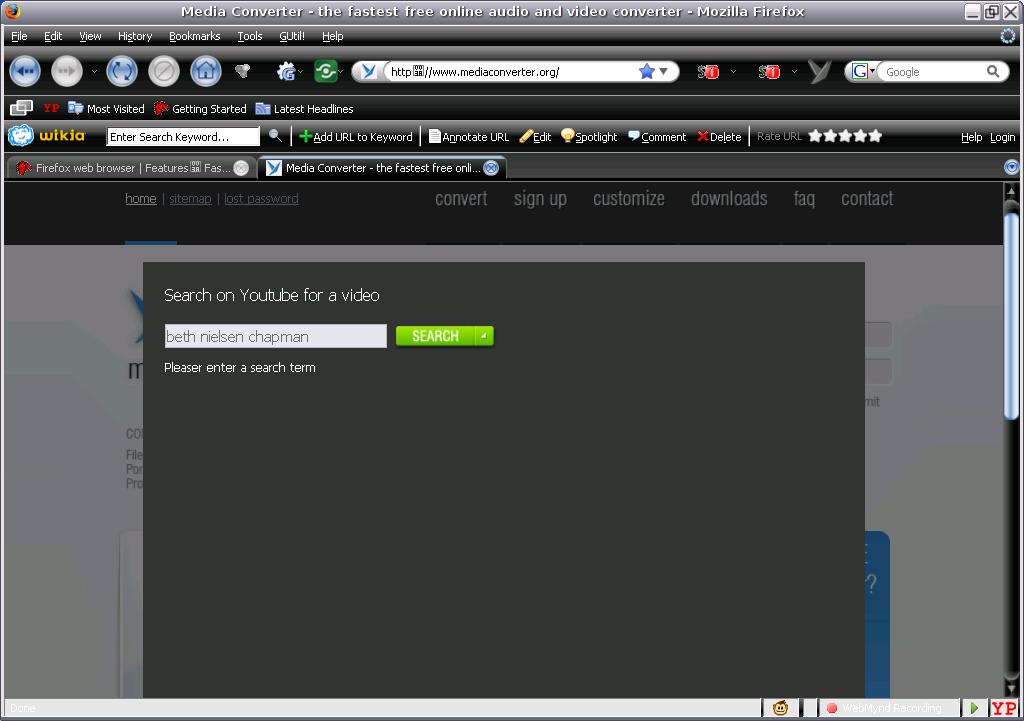 Media Converter - the fastest free online audio and video converter - Mozilla Firefox
File Edit View History Bookmarks Tools GUtil! Help
http //www.mediaconverter.org/ Google
YP Most Visited Getting Started Latest Headlines
wikia Enter Search Keyword... Add URL to Keyword Annotate URL Edit Spotlight Comment Delete Rate URL Help Login
Firefox web browser | Features Fas... Media Converter - the fastest free onli...
home | sitemap | lost password convert sign up customize downloads faq contact
Search on Youtube for a video
beth nielsen chapman SEARCH
Pleaser enter a search term
Done WebMynd Recording YP